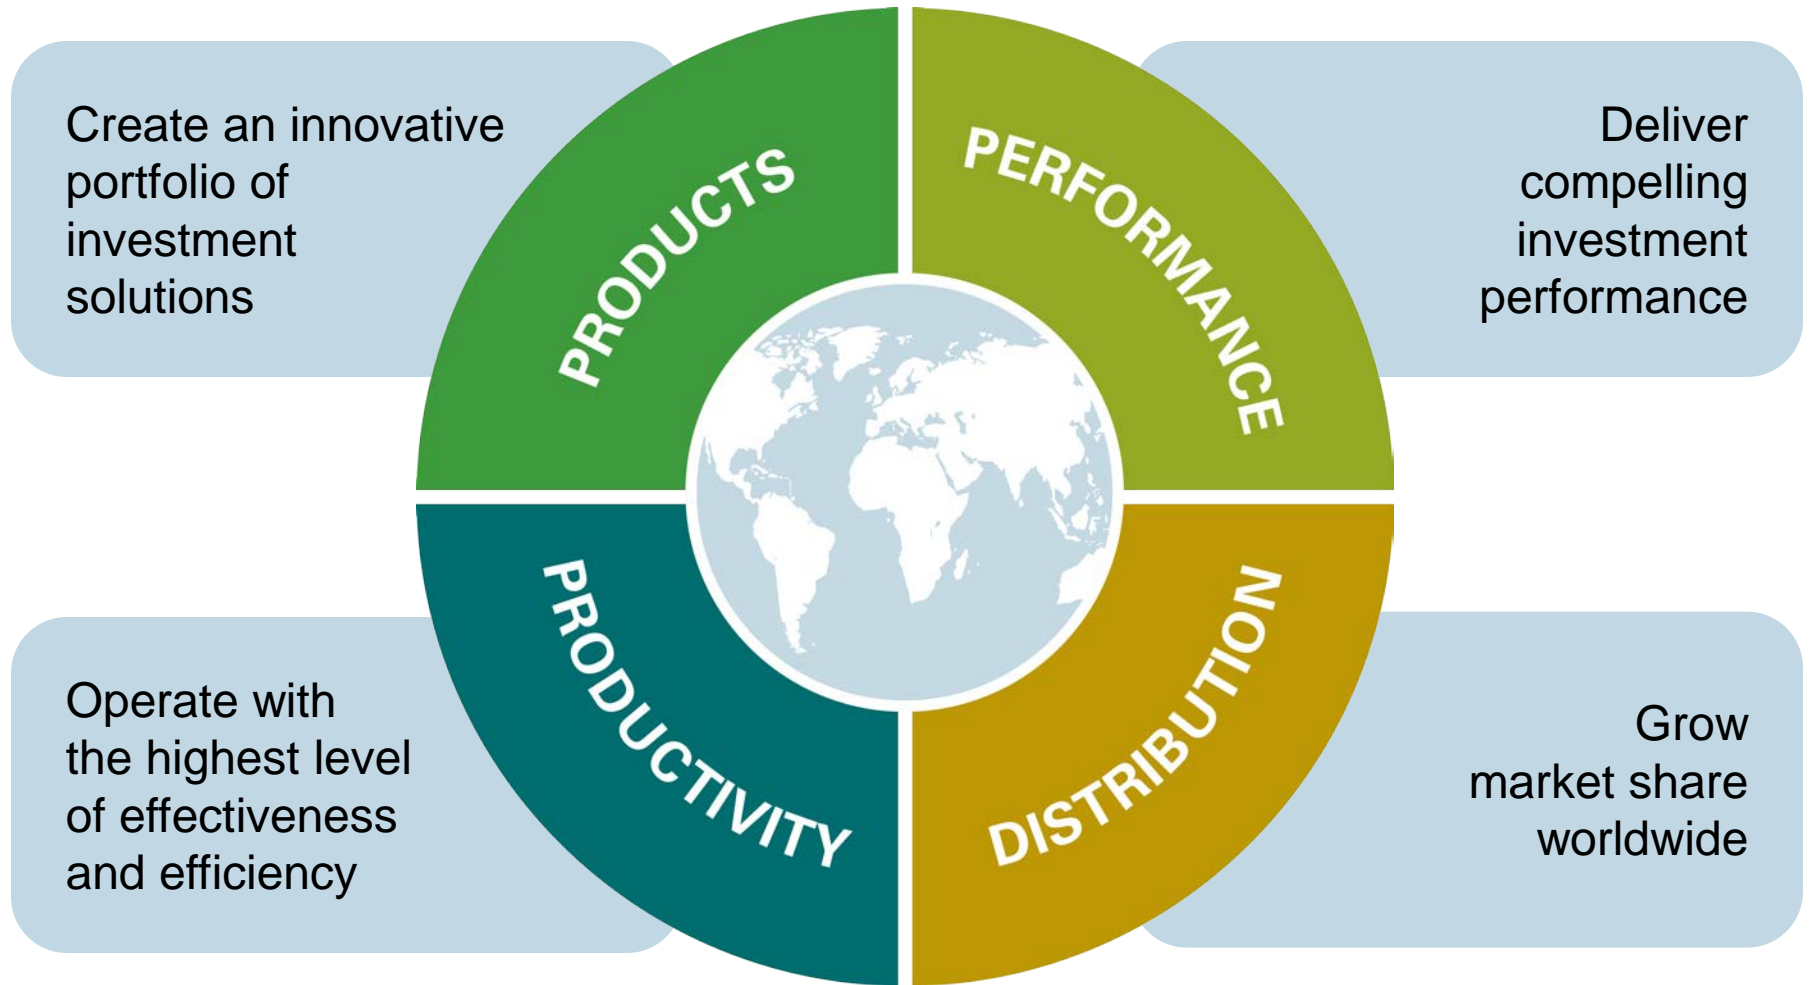 Create an innovative
portfolio of
investment
solutions
PRODUCTS
PERFORMANCE
Deliver
compelling
investment
performance
Operate with
the highest level
of effectiveness
and efficiency
PRODUCTIVITY
DISTRIBUTION
Grow
market share
worldwide